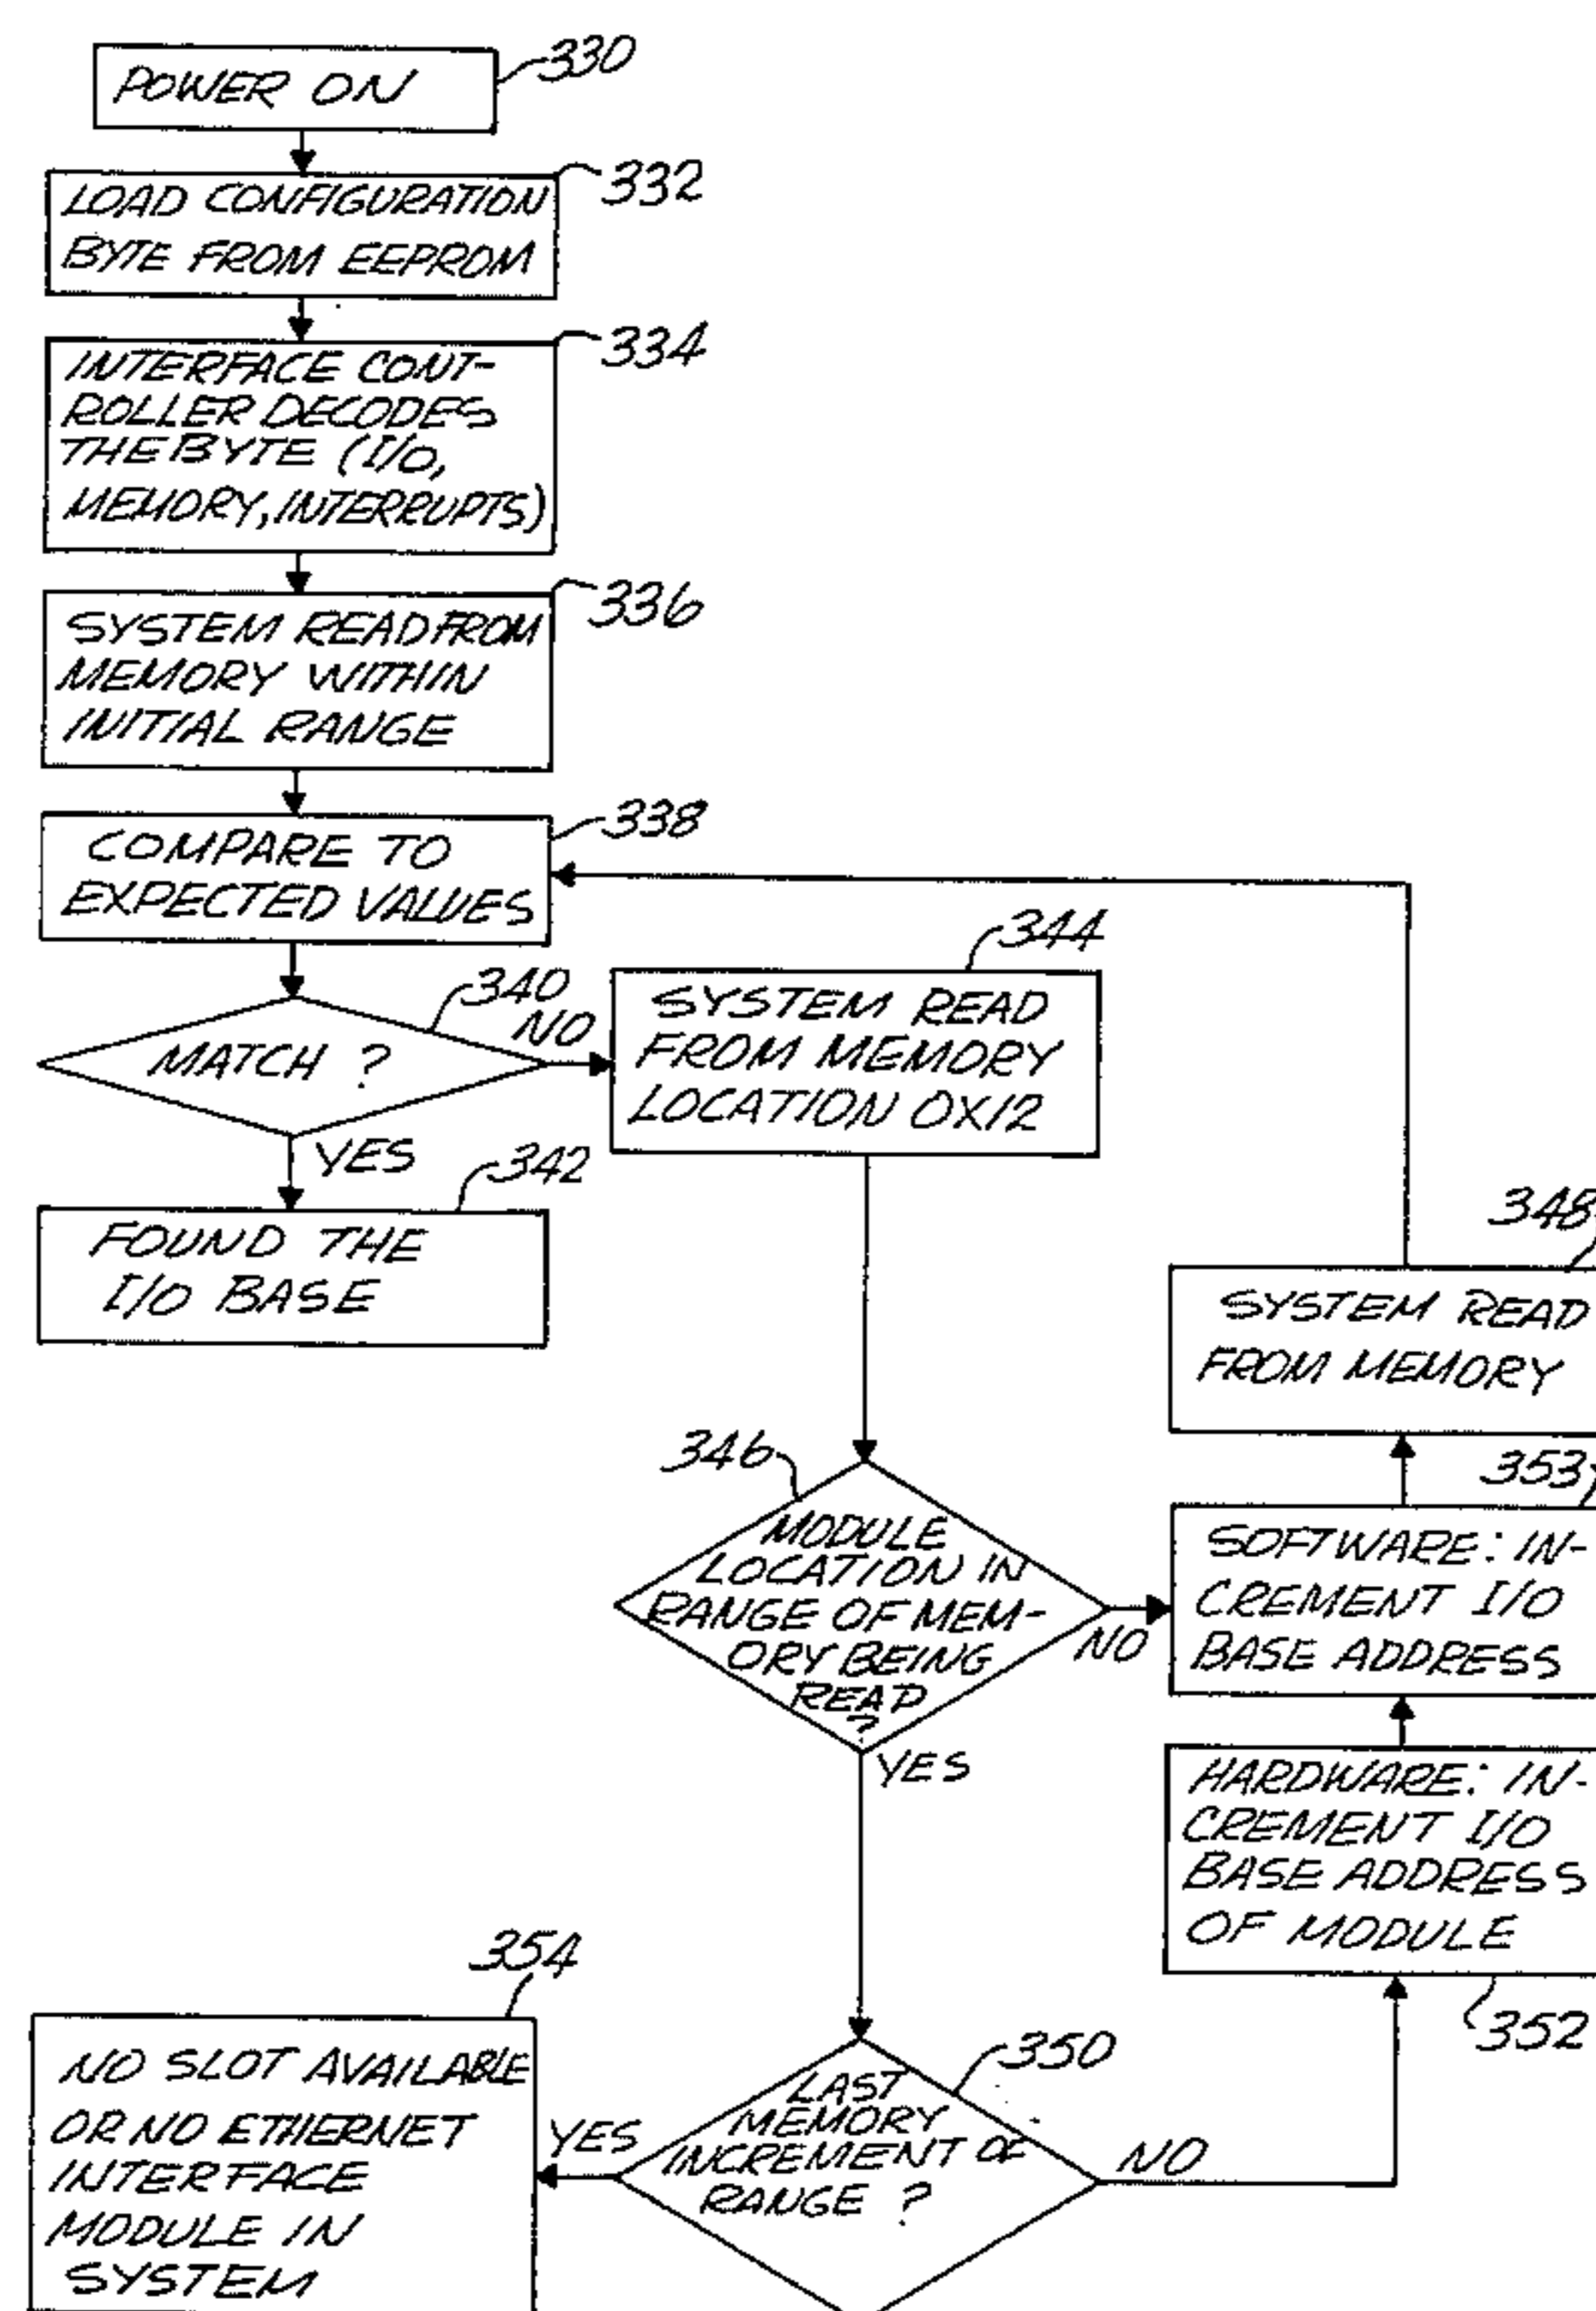 POWER ON
330
LOAD CONFIGURATION
BYTE FROM EEPROM
332
INTERFACE CONT-
ROLLER DECODES
THE BYTE (I/O,
MEMORY, INTERRUPTS)
334
SYSTEM READ FROM
MEMORY WITHIN
INITIAL RANGE
336
COMPARE TO
EXPECTED VALUES
338
MATCH ?
340
NO
YES
FOUND THE
I/O BASE
342
SYSTEM READ
FROM MEMORY
LOCATION 0X12
344
346
MODULE
LOCATION IN
RANGE OF MEM-
ORY BEING
READ
?
NO
YES
348
SYSTEM READ
FROM MEMORY
353
SOFTWARE: IN-
CREMENT I/O
BASE ADDRESS
HARDWARE: IN-
CREMENT I/O
BASE ADDRESS
OF MODULE
352
350
LAST
MEMORY
INCREMENT OF
RANGE ?
NO
YES
354
NO SLOT AVAILABLE
OR NO ETHERNET
INTERFACE
MODULE IN
SYSTEM